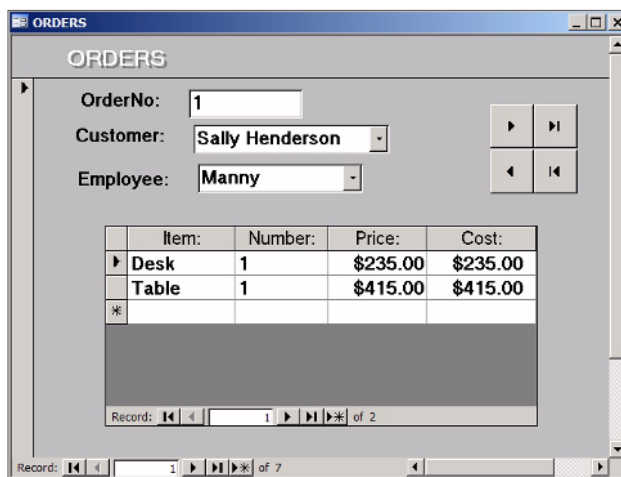 ORDERS
ORDERS
OrderNo: 1
Customer: Sally Henderson
Employee: Manny
Item: Number: Price: Cost:
Desk 1 $235.00 $235.00
Table 1 $415.00 $415.00
Record: 1 of 2
Record: 1 of 7